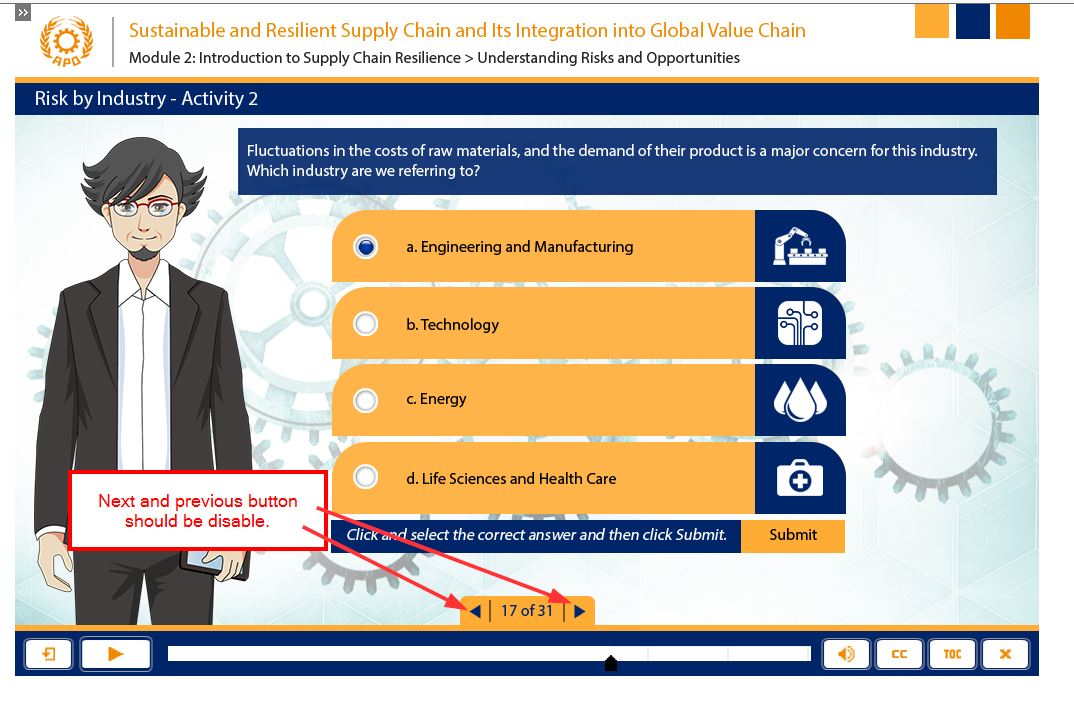 Sustainable and Resilient Supply Chain and Its Integration into Global Value Chain
APO
Module 2: Introduction to Supply Chain Resilience > Understanding Risks and Opportunities
Risk by Industry - Activity 2
Fluctuations in the costs of raw materials, and the demand of their product is a major concern for this industry.
Which industry are we referring to?
a. Engineering and Manufacturing
b. Technology
c. Energy
d. Life Sciences and Health Care
Next and previous button
should be disable.
Click and select the correct answer and then click Submit.
Submit
17 of 31
CC
TOC